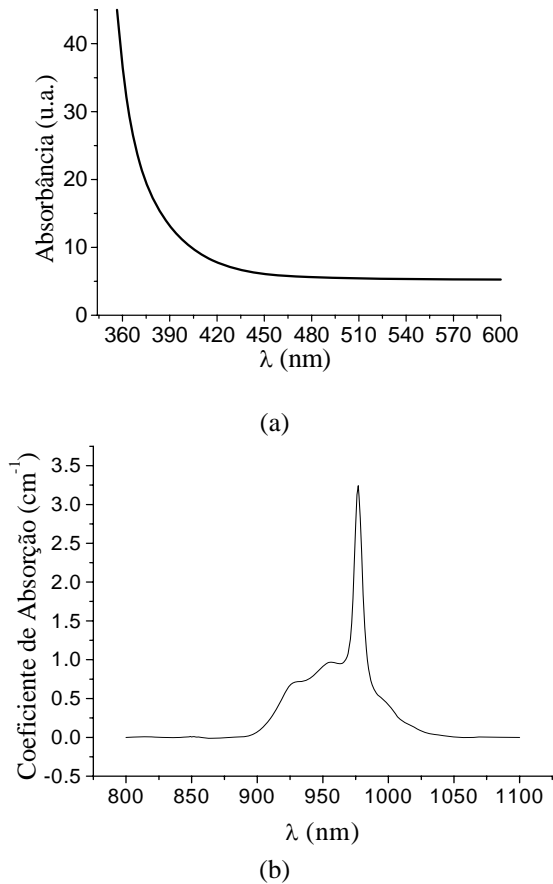 Absorbância (u.a.)
40
30
20
10
0
360 390 420 450 480 510 540 570 600
λ (nm)
(a)
Coeficiente de Absorção (cm⁻¹)
3.5
3.0
2.5
2.0
1.5
1.0
0.5
0.0
-0.5
800 850 900 950 1000 1050 1100
λ (nm)
(b)